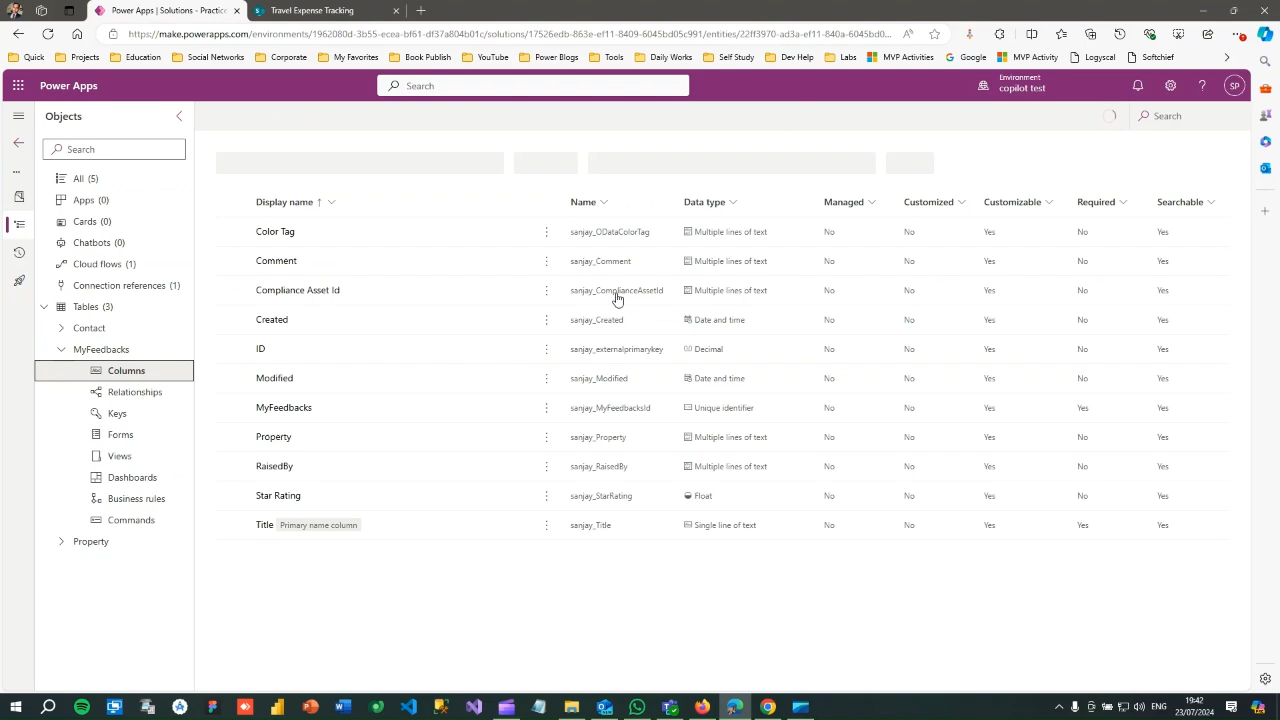 Power Apps | Solutions - Practice
Travel Expense Tracking
https://make.powerapps.com/environments/1962080d-3b55-ecea-bf61-df37a804b01c/solutions/17526edb-863e-ef11-8409-6045bd05c991/entities/22ff3970-ad3a-ef11-840a-6045bd0...
Quick Projects Education Social Networks Corporate My Favorites Book Publish YouTube Practice Projects Blogs Tools Daily Works Self Study Dev Help Labs MVP Activities Google MVP Activity Logyscal Softchief
Power Apps
Search
Environment
copilot test
SP
Objects
Search
Search
All (5)
Apps (0)
Cards (0)
Chatbots (0)
Cloud flows (1)
Connection references (1)
Tables (3)
Contact
MyFeedbacks
Columns
Relationships
Keys
Forms
Views
Dashboards
Business rules
Commands
Property
Display name Name Data type Managed Customized Customizable Required Searchable
Color Tag sanjay_ODataColorTag Multiple lines of text No No Yes No Yes
Comment sanjay_Comment Multiple lines of text No No Yes No Yes
Compliance Asset Id sanjay_ComplianceAssetId Multiple lines of text No No Yes No Yes
Created sanjay_Created Date and time No No Yes No Yes
ID sanjay_externalprimarykey Decimal No No Yes No Yes
Modified sanjay_Modified Date and time No No Yes No Yes
MyFeedbacks sanjay_MyFeedbacksId Unique identifier No No Yes Yes Yes
Property sanjay_Property Multiple lines of text No No Yes No Yes
RaisedBy sanjay_RaisedBy Multiple lines of text No No Yes No Yes
Star Rating sanjay_StarRating Float No No Yes No Yes
Title Primary name column sanjay_Title Single line of text No No Yes Yes Yes
ENG
19:42
23/07/2024